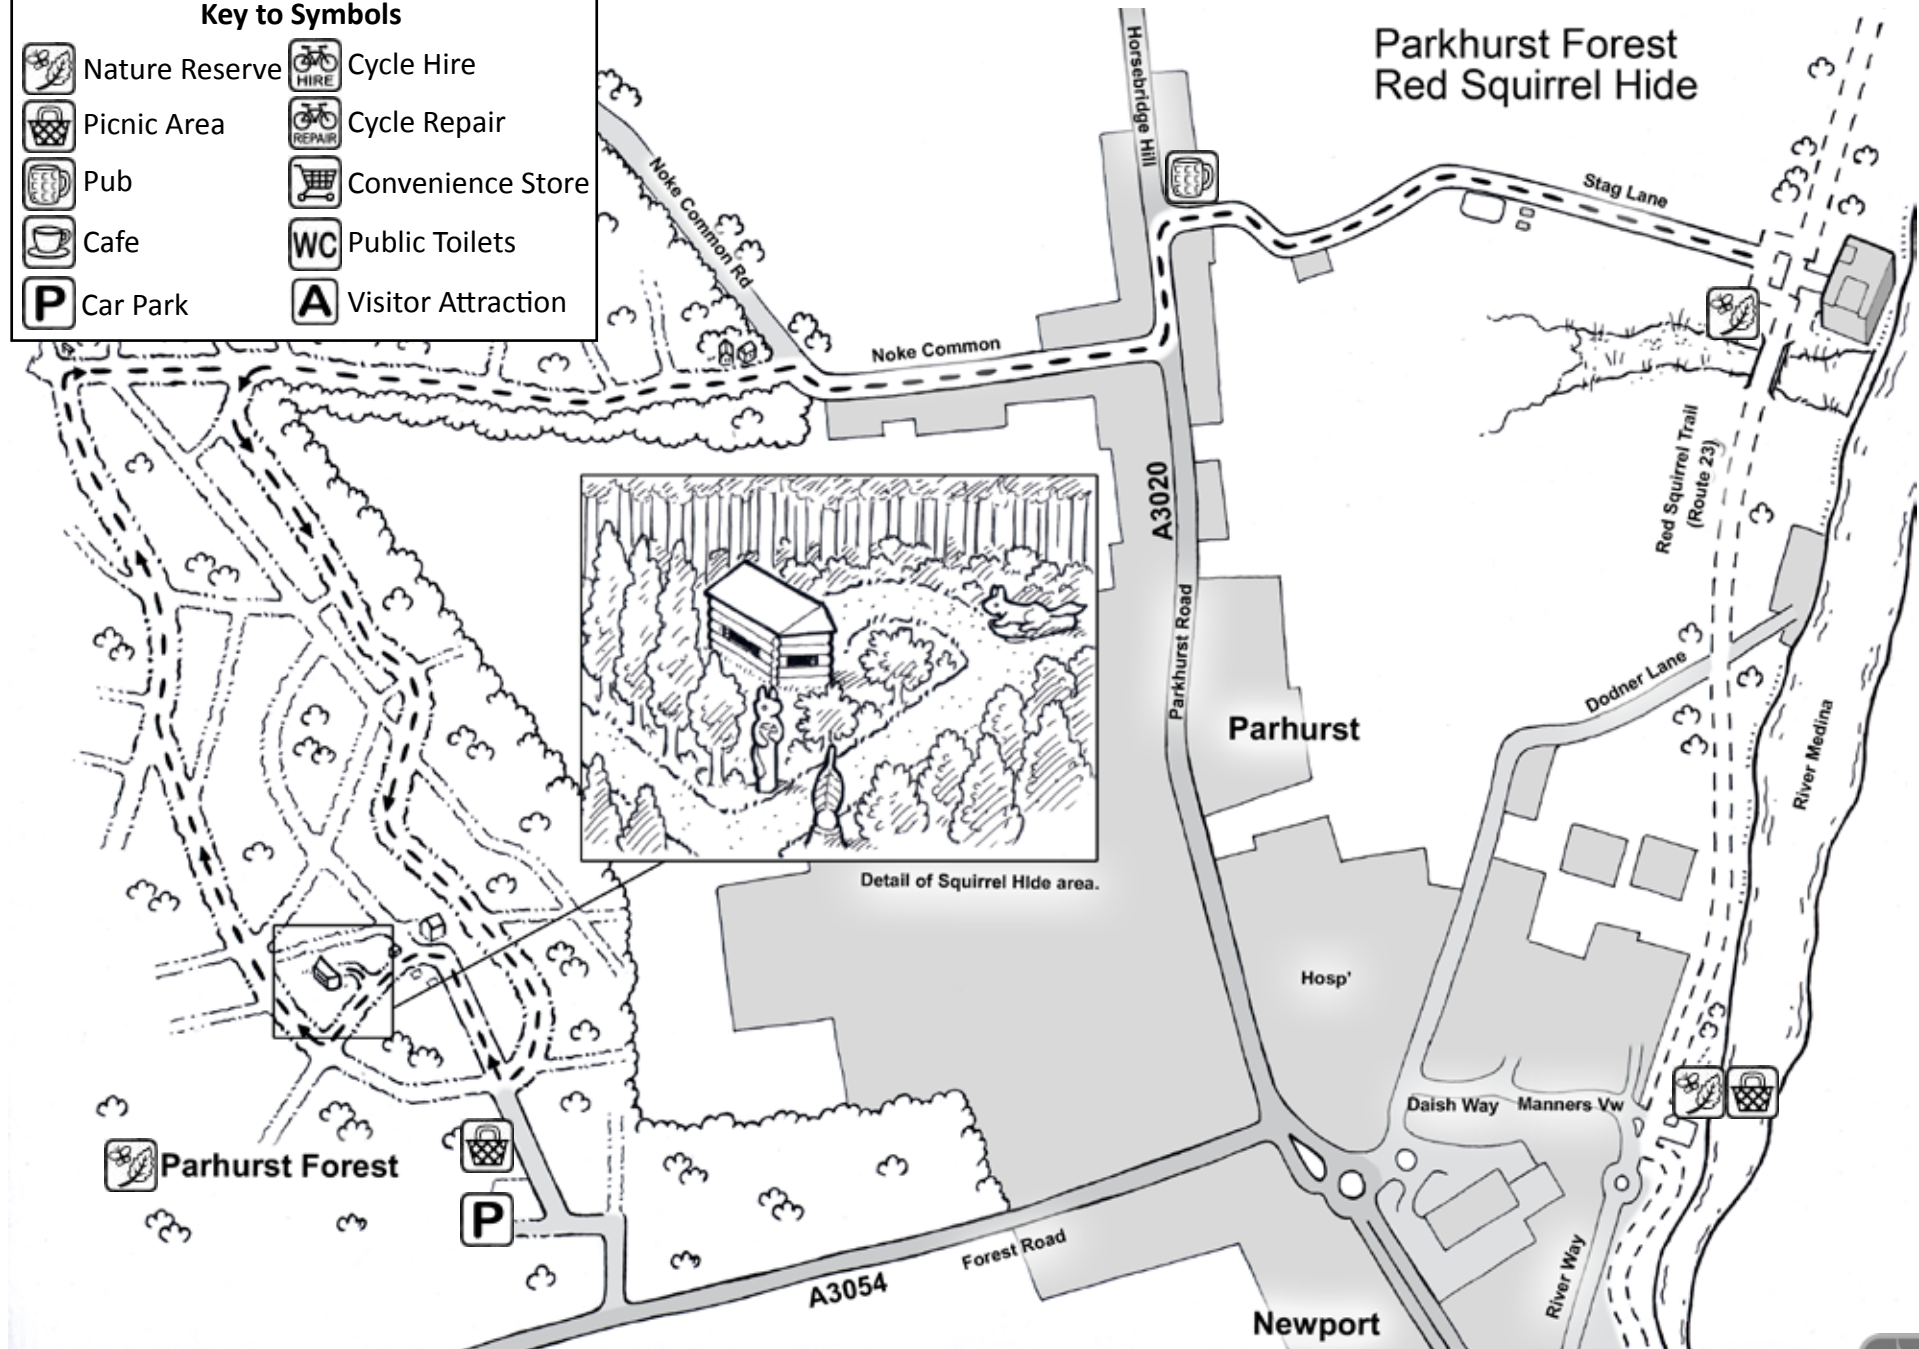 Key to Symbols
Nature Reserve
HIRE
Cycle Hire
Picnic Area
REPAIR
Cycle Repair
Pub
Convenience Store
Cafe
WC
Public Toilets
P
Car Park
A
Visitor Attraction
Parkhurst Forest
Red Squirrel Hide
Horsebridge Hill
Noke Common Rd
Stag Lane
Noke Common
Red Squirrel Trail
(Route 23)
A3020
Parkhurst Road
Parhurst
Dodner Lane
River Medina
Detail of Squirrel HIde area.
Hosp'
Daish Way
Manners Vw
Parhurst Forest
P
Forest Road
A3054
River Way
Newport